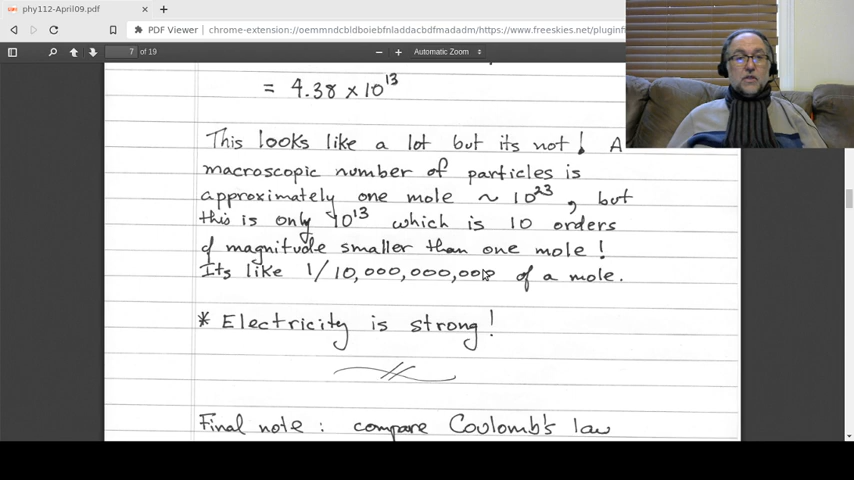 phy112-April09.pdf
PDF Viewer
chrome-extension://oemmndcbldboiebfnladdacbdfmadadm/https://www.freeskies.net/pluginfi
7 of 19
Automatic Zoom
= 4.38 x 10^13
This looks like a lot but its not! A
macroscopic number of particles is
approximately one mole ~ 10^23, but
this is only 10^13 which is 10 orders
of magnitude smaller than one mole!
Its like 1/10,000,000,000 of a mole.
* Electricity is strong!
Final note: compare Coulomb's law